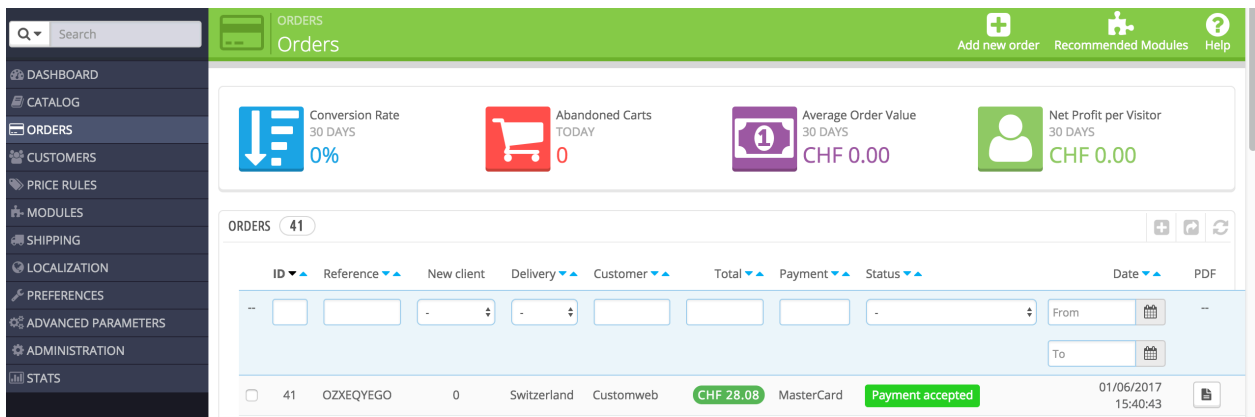 Search
DASHBOARD
CATALOG
ORDERS
CUSTOMERS
PRICE RULES
MODULES
SHIPPING
LOCALIZATION
PREFERENCES
ADVANCED PARAMETERS
ADMINISTRATION
STATS
ORDERS
Orders
Add new order Recommended Modules Help
Conversion Rate
30 DAYS
0%
Abandoned Carts
TODAY
0
1
Average Order Value
30 DAYS
CHF 0.00
Net Profit per Visitor
30 DAYS
CHF 0.00
ORDERS 41
ID Reference New client Delivery Customer Total Payment Status Date PDF
-- - - - From --
To
41 OZXEQYEGO 0 Switzerland Customweb CHF 28.08 MasterCard Payment accepted 01/06/2017
15:40:43